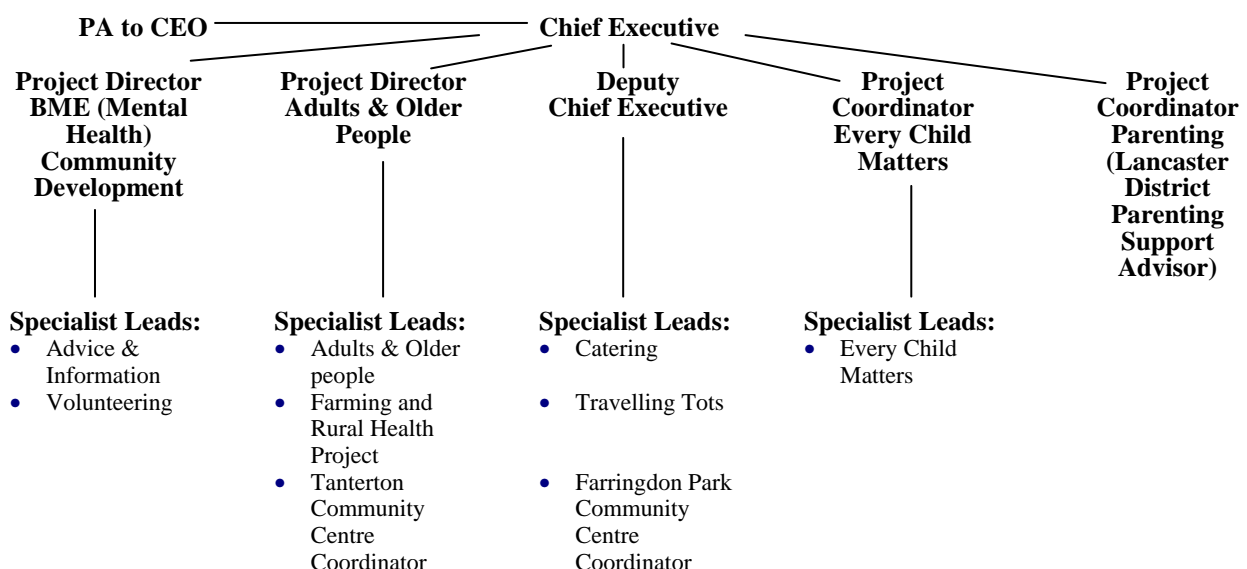 PA to CEO
Chief Executive
Project Director
BME (Mental
Health)
Community
Development
Project Director
Adults & Older
People
Deputy
Chief Executive
Project
Coordinator
Every Child
Matters
Project
Coordinator
Parenting
(Lancaster
District
Parenting
Support
Advisor)
Specialist Leads:
• Advice &
Information
• Volunteering
Specialist Leads:
• Adults & Older
people
• Farming and
Rural Health
Project
• Tanterton
Community
Centre
Coordinator
Specialist Leads:
• Catering
• Travelling Tots
• Farringdon Park
Community
Centre
Coordinator
Specialist Leads:
• Every Child
Matters